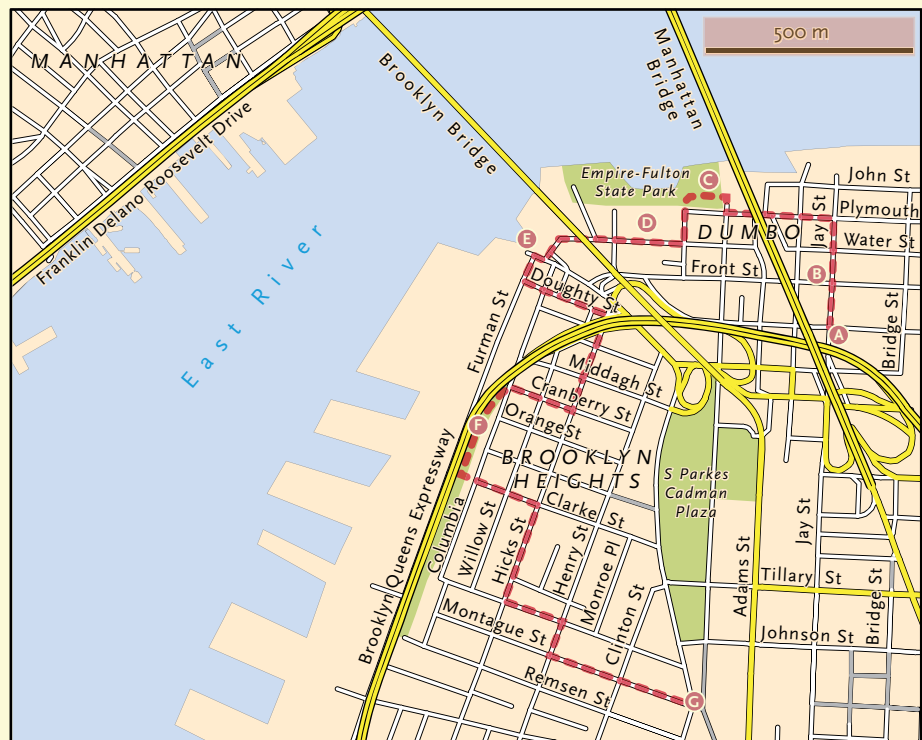 500 m
MANHATTAN
Franklin Delano Roosevelt Drive
Brooklyn Bridge
Manhattan
Bridge
East River
Empire-Fulton
State Park
C
John St
Plymouth
Jay St
D
DUMBO
Water St
E
Front St
B
Doughty St
Furman St
A
Bridge St
Middagh St
Cranberry St
OrangeSt
F
BROOKLYN
HEIGHTS
S Parkes
Cadman
Plaza
Brooklyn Queens Expressway
Columbia
Willow St
Hicks St
Clarke St
Henry St
Monroe Pl
Clinton St
Jay St
Adams St
Tillary St
Bridge St
Montague St
Johnson St
Remsen St
G